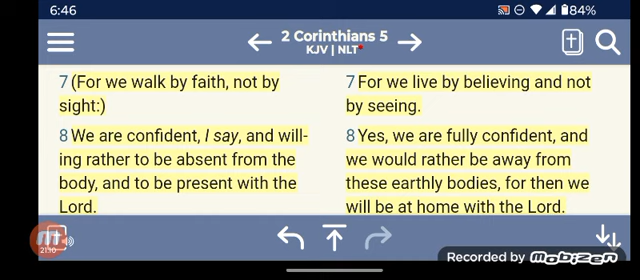 6:46
84%
2 Corinthians 5
KJV | NLT
7 (For we walk by faith, not by
sight:)
8 We are confident, I say, and will-
ing rather to be absent from the
body, and to be present with the
Lord.
7 For we live by believing and not
by seeing.
8 Yes, we are fully confident, and
we would rather be away from
these earthly bodies, for then we
will be at home with the Lord.
21:10
Recorded by mobizen